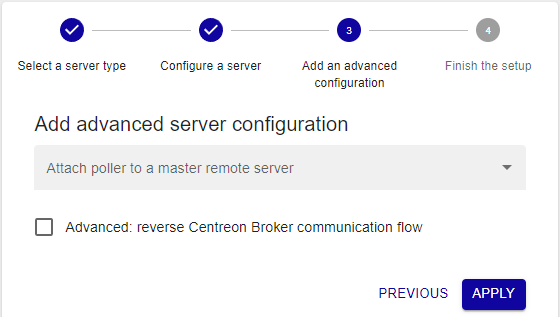 3
4
Select a server type
Configure a server
Add an advanced
configuration
Finish the setup
Add advanced server configuration
Attach poller to a master remote server
Advanced: reverse Centreon Broker communication flow
PREVIOUS
APPLY